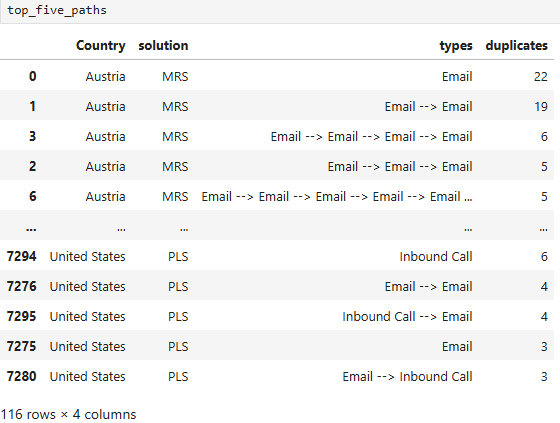 top_five_paths
Country solution types duplicates
0 Austria MRS Email 22
1 Austria MRS Email --> Email 19
3 Austria MRS Email --> Email --> Email --> Email 6
2 Austria MRS Email --> Email --> Email 5
6 Austria MRS Email --> Email --> Email --> Email --> Email ... 5
... ... ... ... ...
7294 United States PLS Inbound Call 6
7276 United States PLS Email --> Email 4
7295 United States PLS Inbound Call --> Email 4
7275 United States PLS Email 3
7280 United States PLS Email --> Inbound Call 3
116 rows × 4 columns